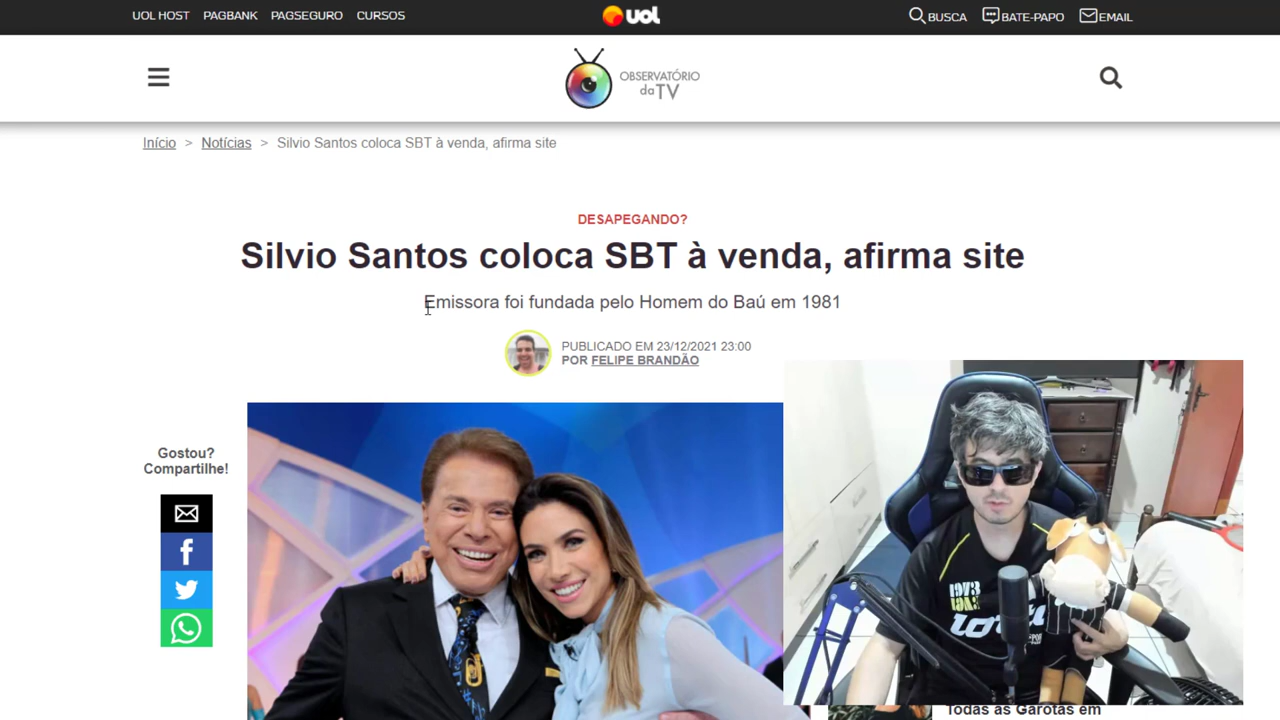 UOL HOST PAGBANK PAGSEGURO CURSOS uol BUSCA BATE-PAPO EMAIL
OBSERVATÓRIO
da TV
Início > Notícias > Silvio Santos coloca SBT à venda, afirma site
DESAPEGANDO?
Silvio Santos coloca SBT à venda, afirma site
Emissora foi fundada pelo Homem do Baú em 1981
PUBLICADO EM 23/12/2021 23:00
POR FELIPE BRANDÃO
Gostou?
Compartilhe!
1973
Todas as Garotas em